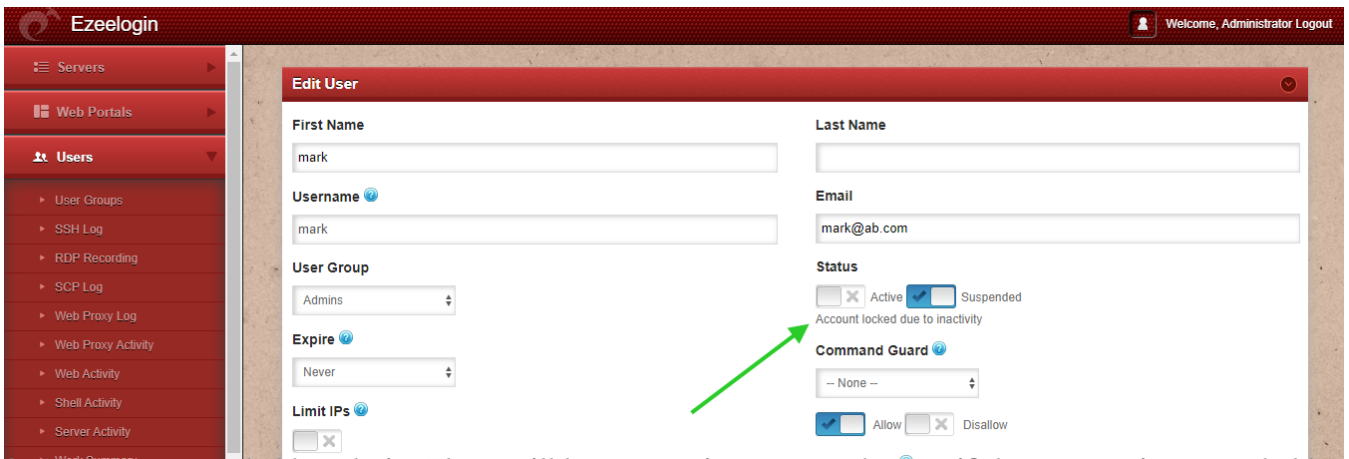 Ezeelogin
Welcome, Administrator Logout
Servers
Web Portals
Users
User Groups
SSH Log
RDP Recording
SCP Log
Web Proxy Log
Web Proxy Activity
Web Activity
Shell Activity
Server Activity
Edit User
First Name
mark
Last Name
Username
mark
Email
mark@ab.com
User Group
Admins
Status
Active Suspended
Account locked due to inactivity
Expire
Never
Command Guard
-- None --
Limit IPs
Allow Disallow